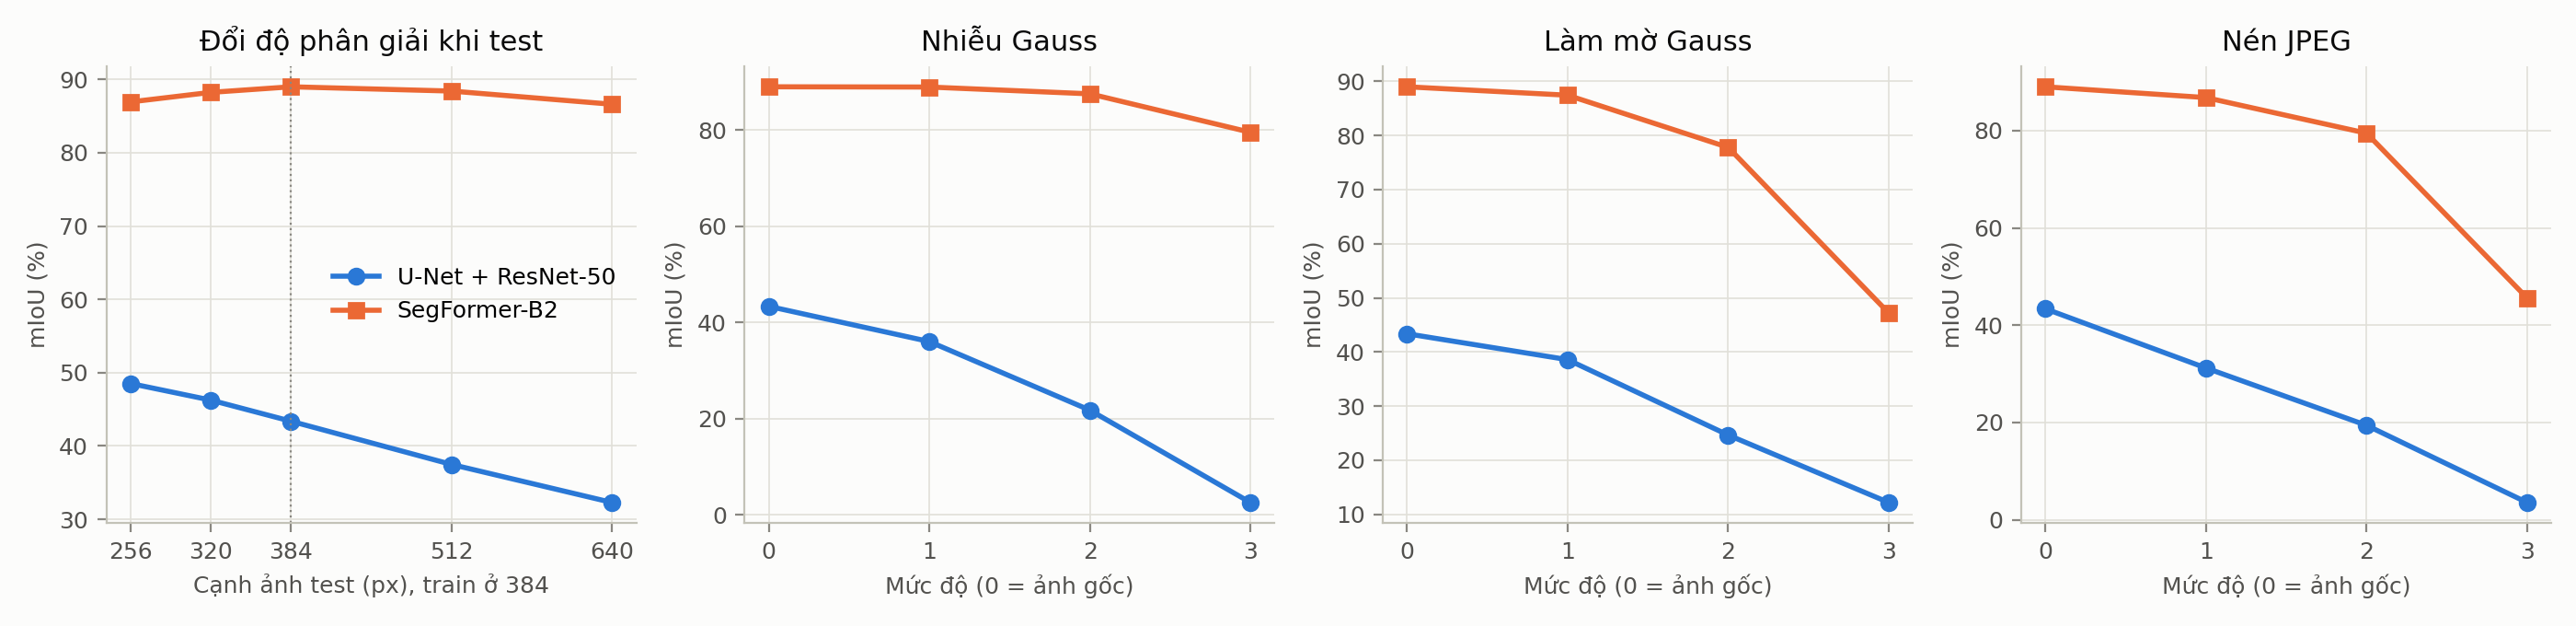 Đổi độ phân giải khi test
mIoU (%)
90
80
70
60
50
40
30
U-Net + ResNet-50
SegFormer-B2
256 320 384 512 640
Cạnh ảnh test (px), train ở 384
Nhiễu Gauss
mIoU (%)
80
60
40
20
0
0 1 2 3
Mức độ (0 = ảnh gốc)
Làm mờ Gauss
mIoU (%)
90
80
70
60
50
40
30
20
10
0 1 2 3
Mức độ (0 = ảnh gốc)
Nén JPEG
mIoU (%)
80
60
40
20
0
0 1 2 3
Mức độ (0 = ảnh gốc)